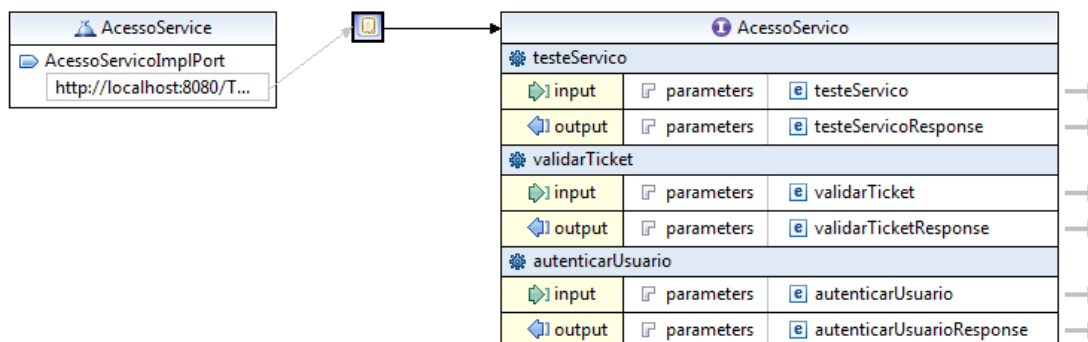 AcessoService
AcessoServicoImplPort
http://localhost:8080/T...
AcessoServico
testeServico
input parameters testeServico
output parameters testeServicoResponse
validarTicket
input parameters validarTicket
output parameters validarTicketResponse
autenticarUsuario
input parameters autenticarUsuario
output parameters autenticarUsuarioResponse